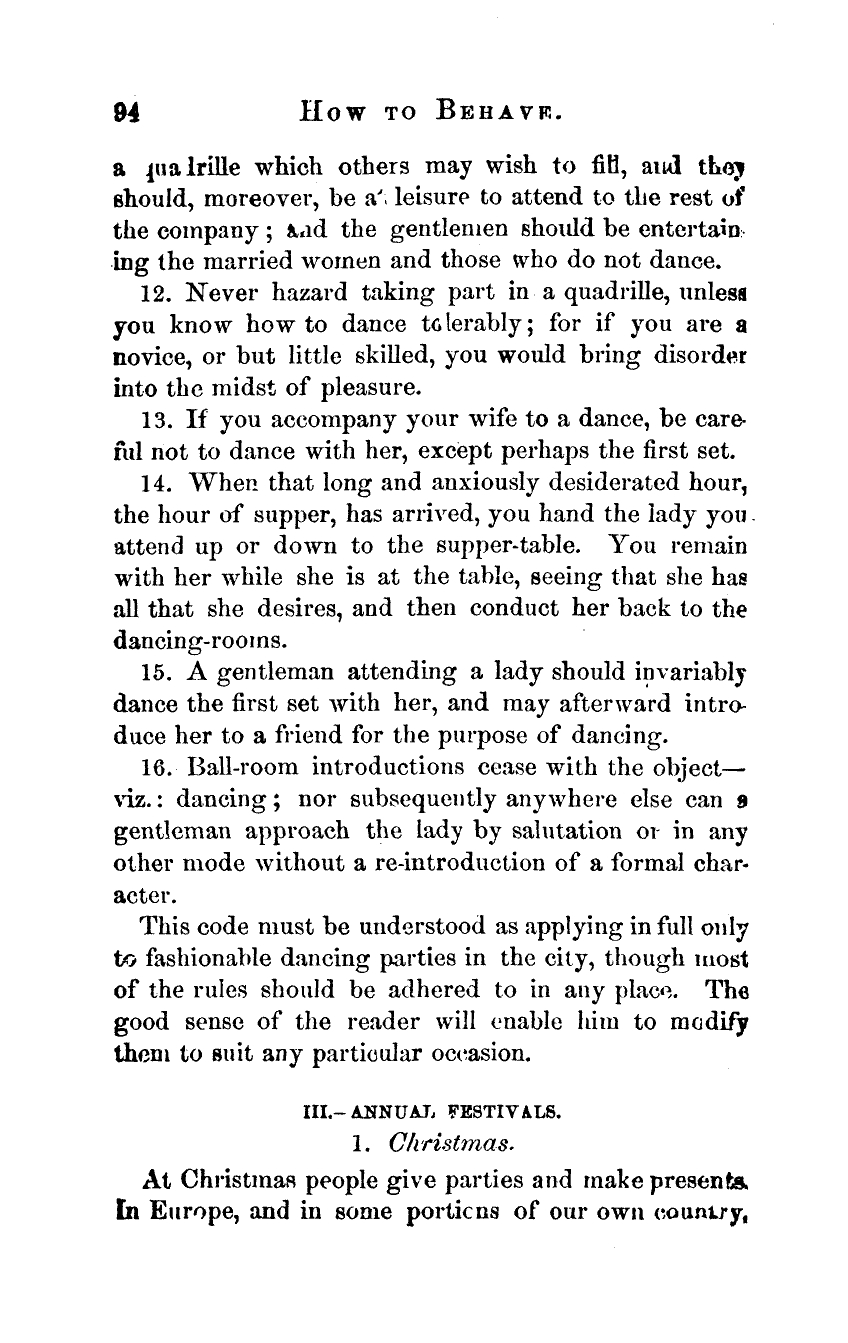 94 How to Behave.
a quadrille which others may wish to fill, and they
should, moreover, be at leisure to attend to the rest of
the company; and the gentlemen should be entertain-
ing the married women and those who do not dance.
12. Never hazard taking part in a quadrille, unless
you know how to dance tolerably; for if you are a
novice, or but little skilled, you would bring disorder
into the midst of pleasure.
13. If you accompany your wife to a dance, be care-
ful not to dance with her, except perhaps the first set.
14. When that long and anxiously desiderated hour,
the hour of supper, has arrived, you hand the lady you
attend up or down to the supper-table. You remain
with her while she is at the table, seeing that she has
all that she desires, and then conduct her back to the
dancing-rooms.
15. A gentleman attending a lady should invariably
dance the first set with her, and may afterward intro-
duce her to a friend for the purpose of dancing.
16. Ball-room introductions cease with the object—
viz.: dancing; nor subsequently anywhere else can a
gentleman approach the lady by salutation or in any
other mode without a re-introduction of a formal char-
acter.
This code must be understood as applying in full only
to fashionable dancing parties in the city, though most
of the rules should be adhered to in any place. The
good sense of the reader will enable him to modify
them to suit any particular occasion.
III.—ANNUAL FESTIVALS.
1. Christmas.
At Christmas people give parties and make presents.
In Europe, and in some portions of our own country,